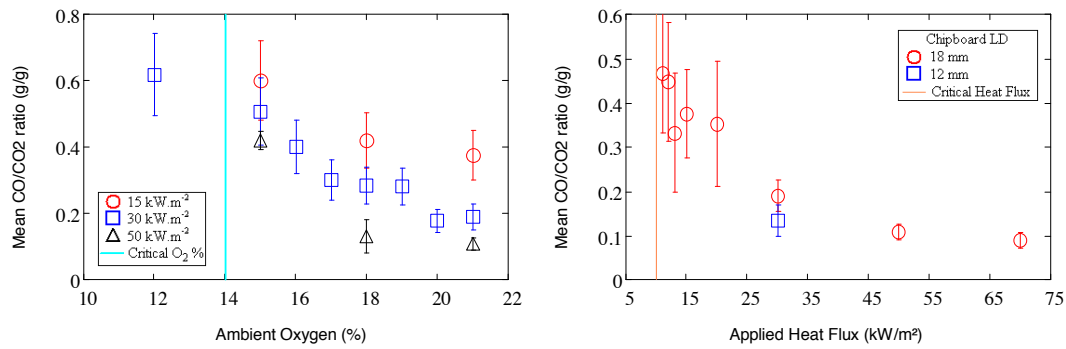 Mean CO/CO2 ratio (g/g)
0.8
0.6
0.4
0.2
0
15 kW.m⁻²
30 kW.m⁻²
50 kW.m⁻²
Critical O₂ %
10 12 14 16 18 20 22
Ambient Oxygen (%)
Mean CO/CO2 ratio (g/g)
0.6
0.5
0.4
0.3
0.2
0.1
0
Chipboard LD
18 mm
12 mm
Critical Heat Flux
5 15 25 35 45 55 65 75
Applied Heat Flux (kW/m²)